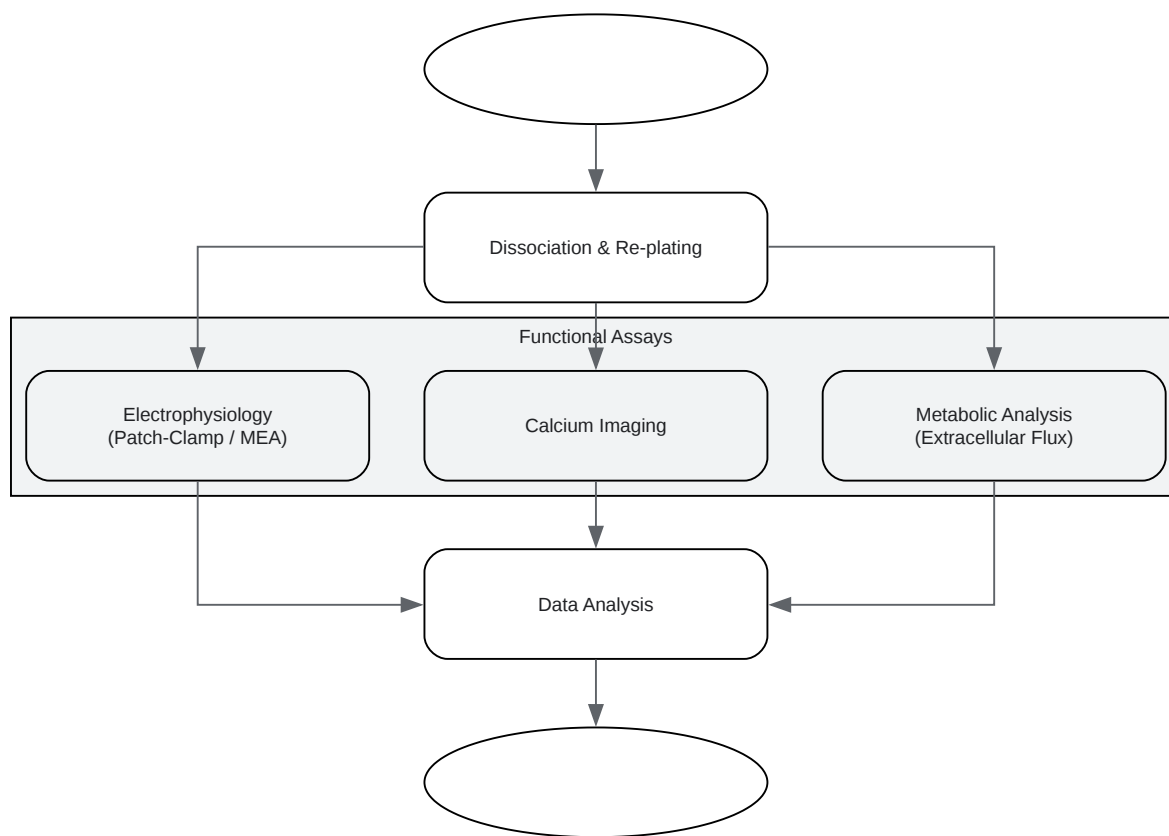 Dissociation & Re-plating
Functional Assays
Electrophysiology
(Patch-Clamp / MEA)
Calcium Imaging
Metabolic Analysis
(Extracellular Flux)
Data Analysis